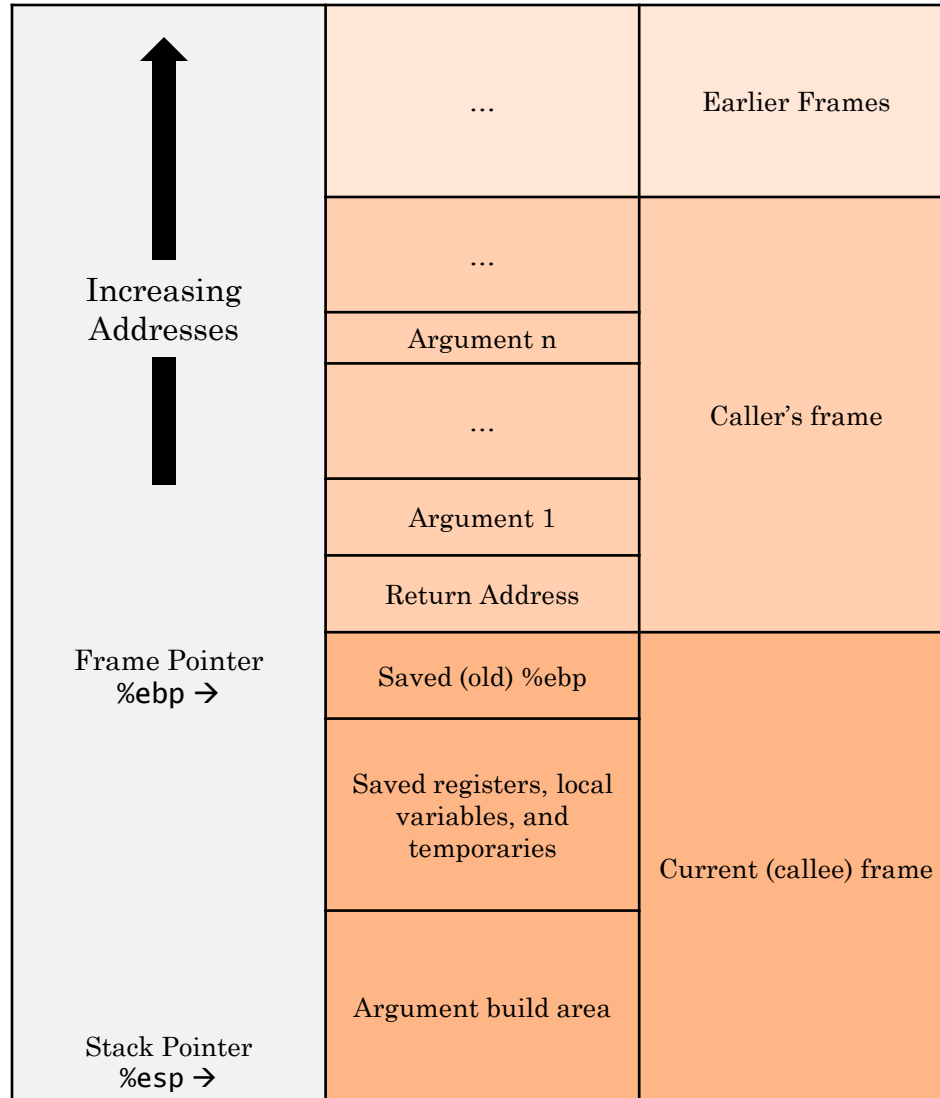 …
Earlier Frames
Increasing
Addresses
…
Argument n
…
Caller’s frame
Argument 1
Return Address
Frame Pointer
%ebp →
Saved (old) %ebp
Saved registers, local
variables, and
temporaries
Current (callee) frame
Argument build area
Stack Pointer
%esp →